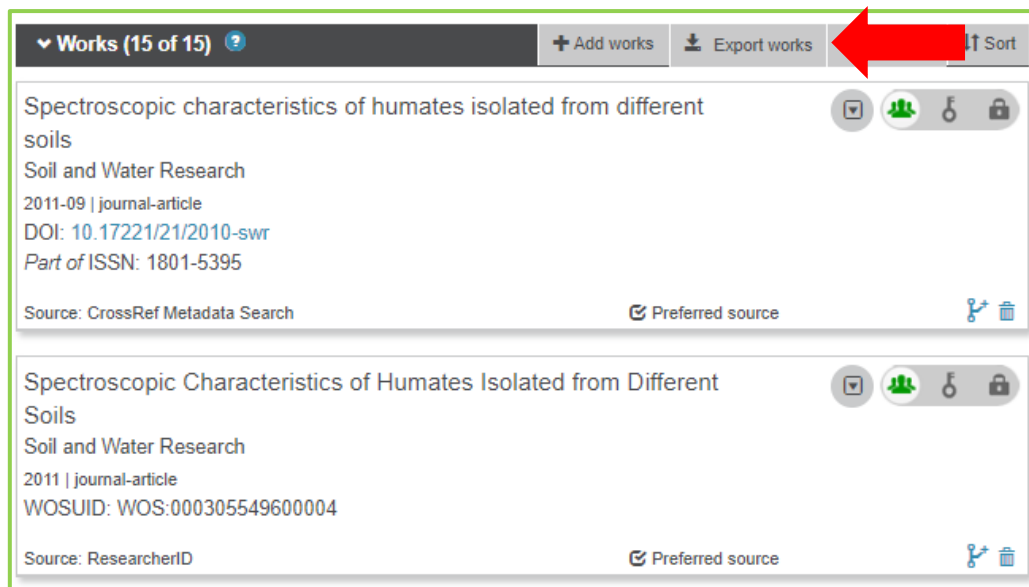 Works (15 of 15) ?
Add works
Export works
Sort
Spectroscopic characteristics of humates isolated from different
soils
Soil and Water Research
2011-09 | journal-article
DOI: 10.17221/21/2010-swr
Part of ISSN: 1801-5395
Source: CrossRef Metadata Search
Preferred source
Spectroscopic Characteristics of Humates Isolated from Different
Soils
Soil and Water Research
2011 | journal-article
WOSUID: WOS:000305549600004
Source: ResearcherID
Preferred source